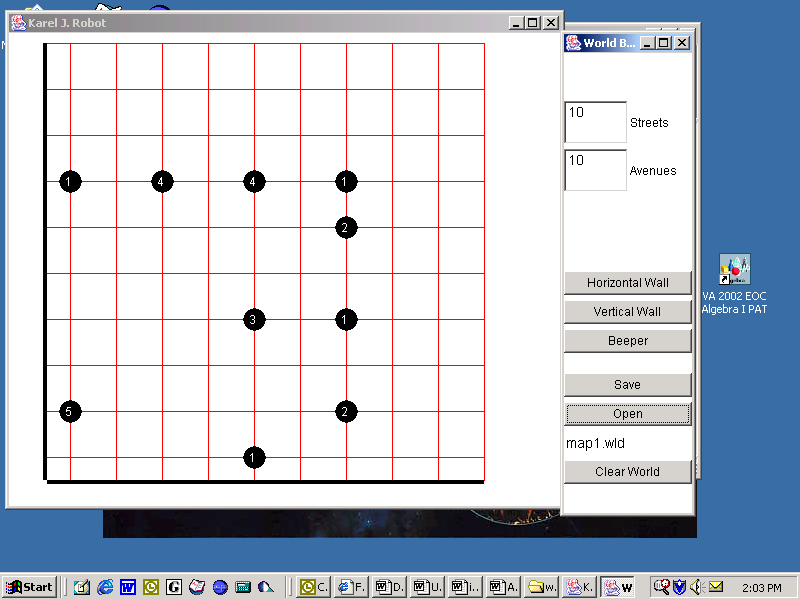 Karel J. Robot
World B...
10
Streets
10
Avenues
1 4 4 1
2
3 1
5 2
1
Horizontal Wall
Vertical Wall
Beeper
Save
Open
map1.wld
Clear World
VA 2002 EOC
Algebra I PAT
Start C. F. D. U. i.. A. w. K. W 2:03 PM